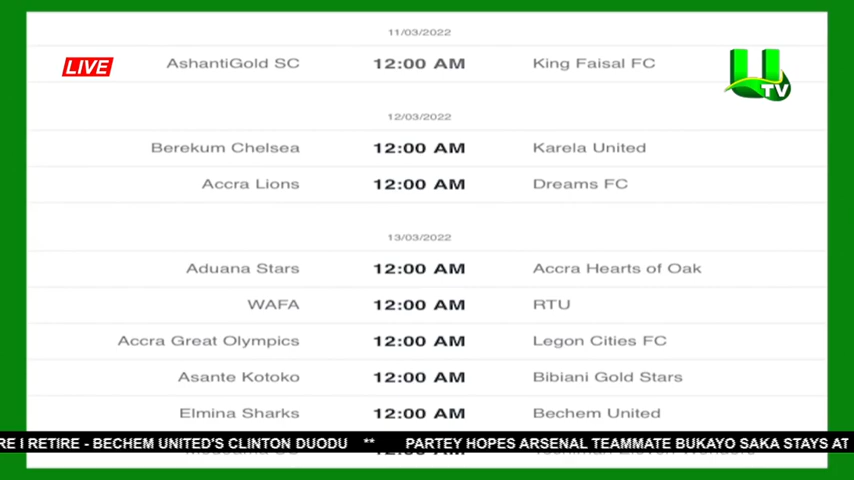 11/03/2022
LIVE
AshantiGold SC 12:00 AM King Faisal FC
U TV
12/03/2022
Berekum Chelsea 12:00 AM Karela United
Accra Lions 12:00 AM Dreams FC
13/03/2022
Aduana Stars 12:00 AM Accra Hearts of Oak
WAFA 12:00 AM RTU
Accra Great Olympics 12:00 AM Legon Cities FC
Asante Kotoko 12:00 AM Bibiani Gold Stars
Elmina Sharks 12:00 AM Bechem United
RE I RETIRE - BECHEM UNITED'S CLINTON DUODU ** PARTEY HOPES ARSENAL TEAMMATE BUKAYO SAKA STAYS AT
12:00 AM